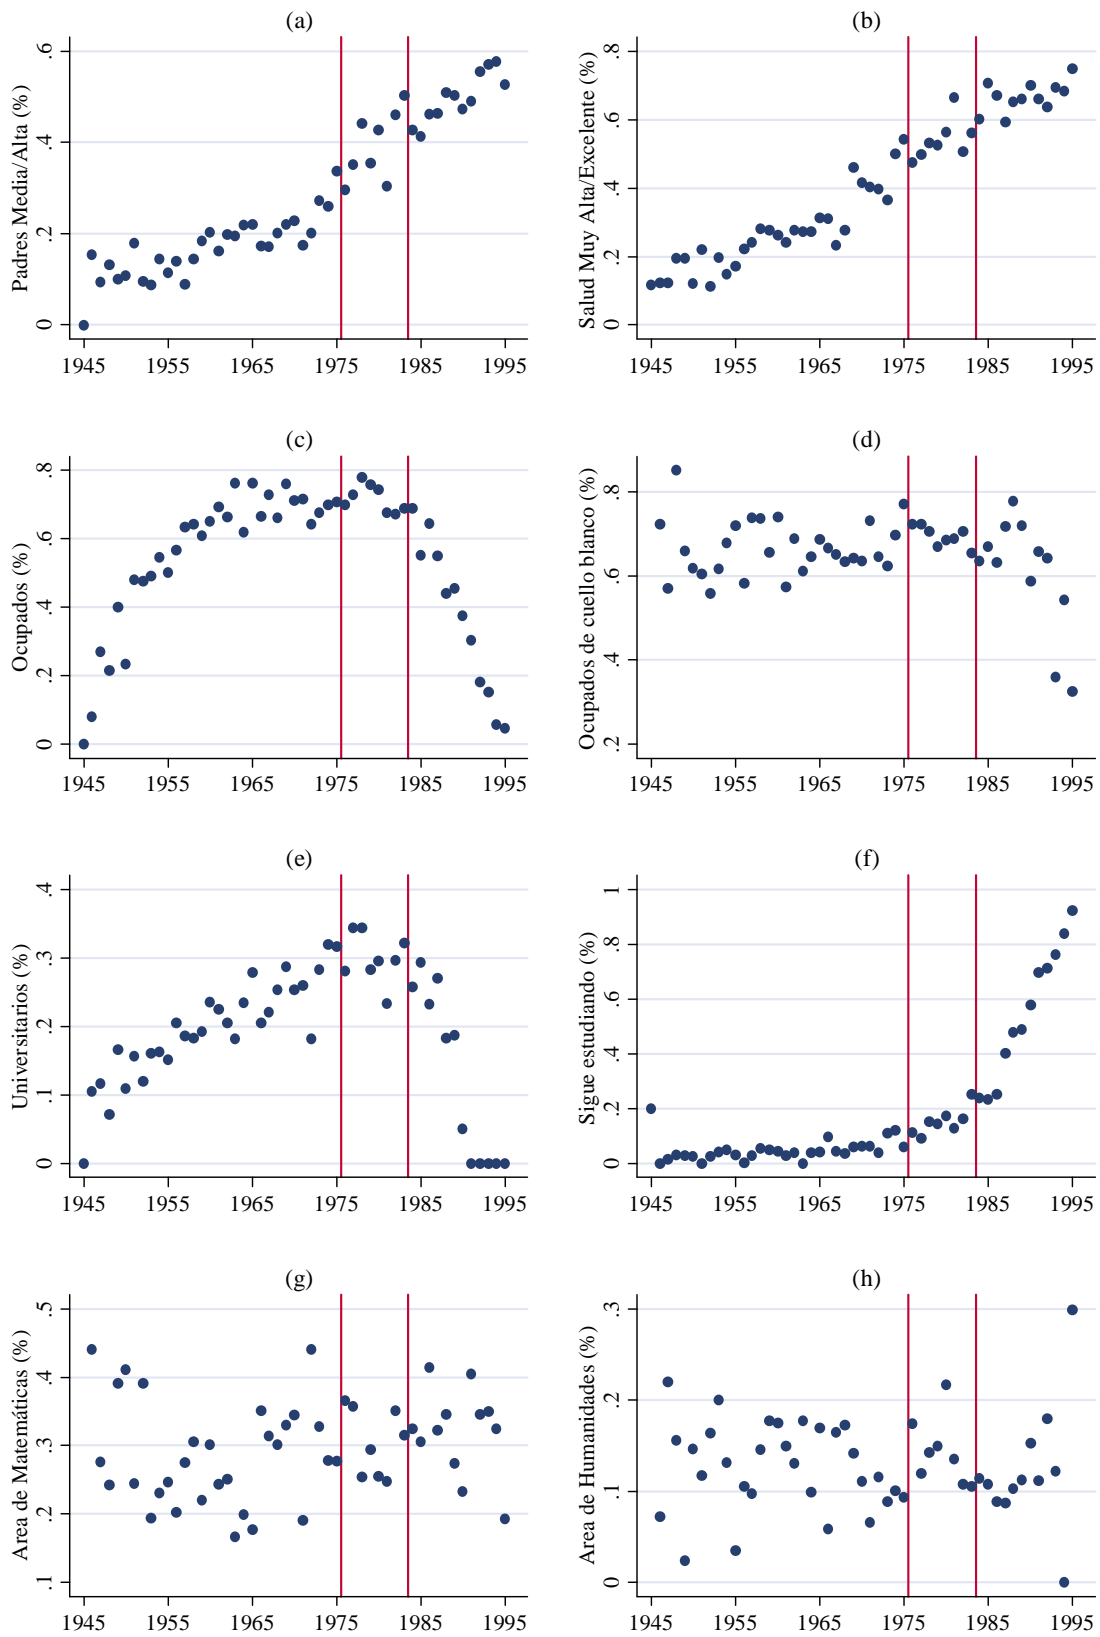 (a)
Padres Media/Alta (%)
.6
.4
.2
0
1945 1955 1965 1975 1985 1995
(b)
Salud Muy Alta/Excelente (%)
.8
.6
.4
.2
0
1945 1955 1965 1975 1985 1995
(c)
Ocupados (%)
.8
.6
.4
.2
0
1945 1955 1965 1975 1985 1995
(d)
Ocupados de cuello blanco (%)
.8
.6
.4
.2
1945 1955 1965 1975 1985 1995
(e)
Universitarios (%)
.4
.3
.2
.1
0
1945 1955 1965 1975 1985 1995
(f)
Sigue estudiando (%)
1
.8
.6
.4
.2
0
1945 1955 1965 1975 1985 1995
(g)
Area de Matemáticas (%)
.5
.4
.3
.2
.1
1945 1955 1965 1975 1985 1995
(h)
Area de Humanidades (%)
.3
.2
.1
0
1945 1955 1965 1975 1985 1995